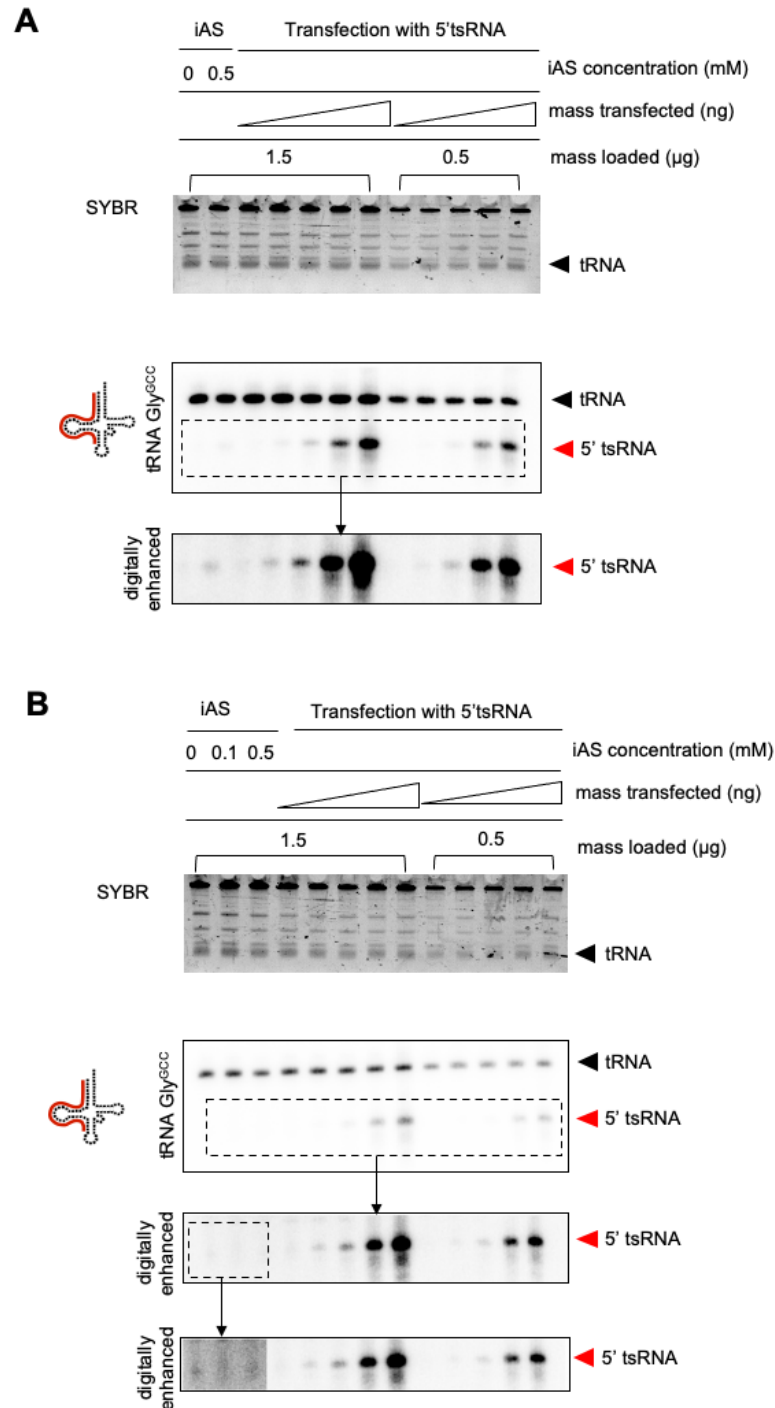 A
iAS Transfection with 5'tsRNA
0 0.5 iAS concentration (mM)
mass transfected (ng)
1.5 0.5 mass loaded (µg)
SYBR
tRNA
tRNA Gly^GCC
tRNA
5' tsRNA
digitally
enhanced
5' tsRNA
B
iAS Transfection with 5'tsRNA
0 0.1 0.5 iAS concentration (mM)
mass transfected (ng)
1.5 0.5 mass loaded (µg)
SYBR
tRNA
tRNA Gly^GCC
tRNA
5' tsRNA
digitally
enhanced
5' tsRNA
digitally
enhanced
5' tsRNA